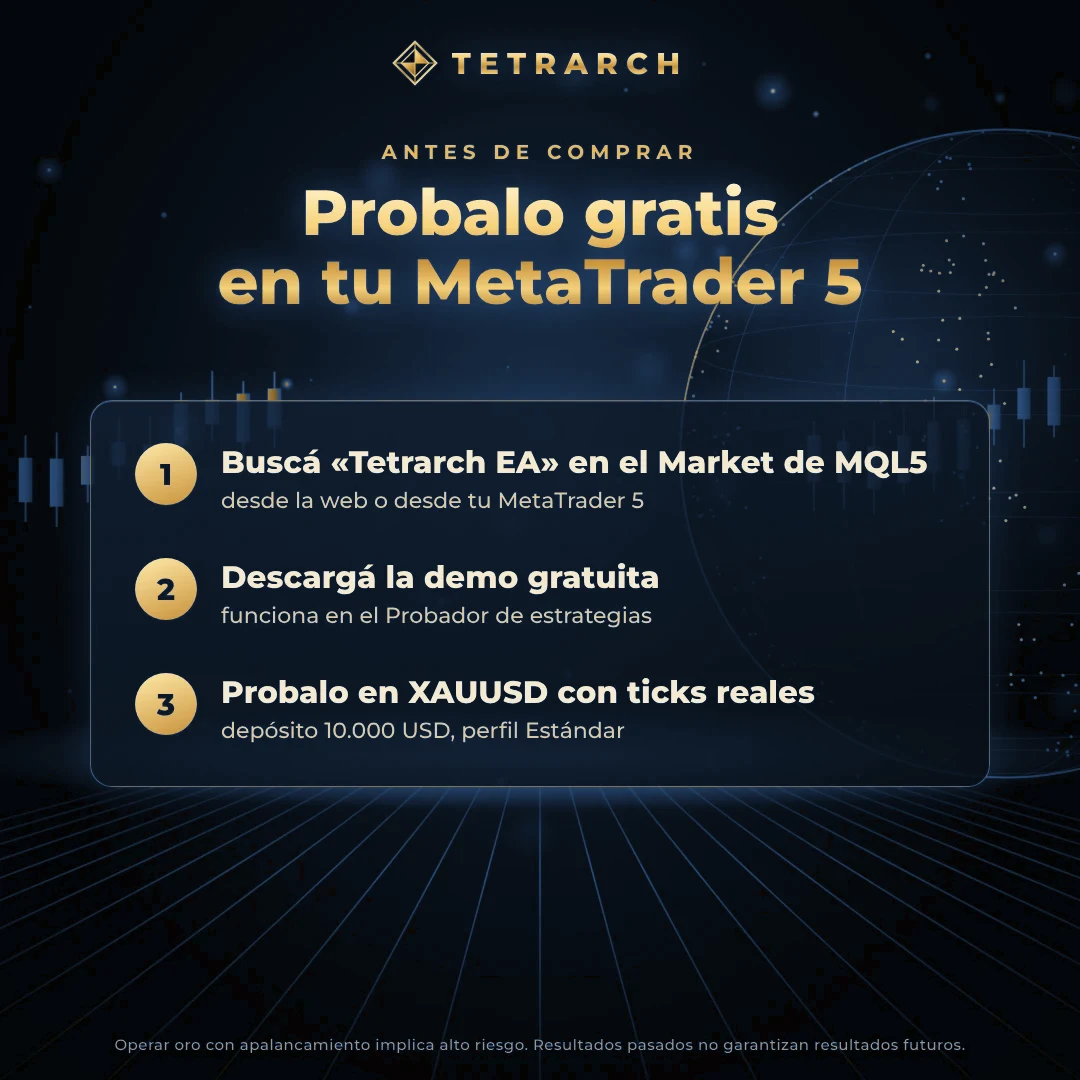 TETRARCH
ANTES DE COMPRAR
Probalo gratis
en tu MetaTrader 5
1
Buscá «Tetrarch EA» en el Market de MQL5
desde la web o desde tu MetaTrader 5
2
Descargá la demo gratuita
funciona en el Probador de estrategias
3
Probalo en XAUUSD con ticks reales
depósito 10.000 USD, perfil Estándar
Operar oro con apalancamiento implica alto riesgo. Resultados pasados no garantizan resultados futuros.